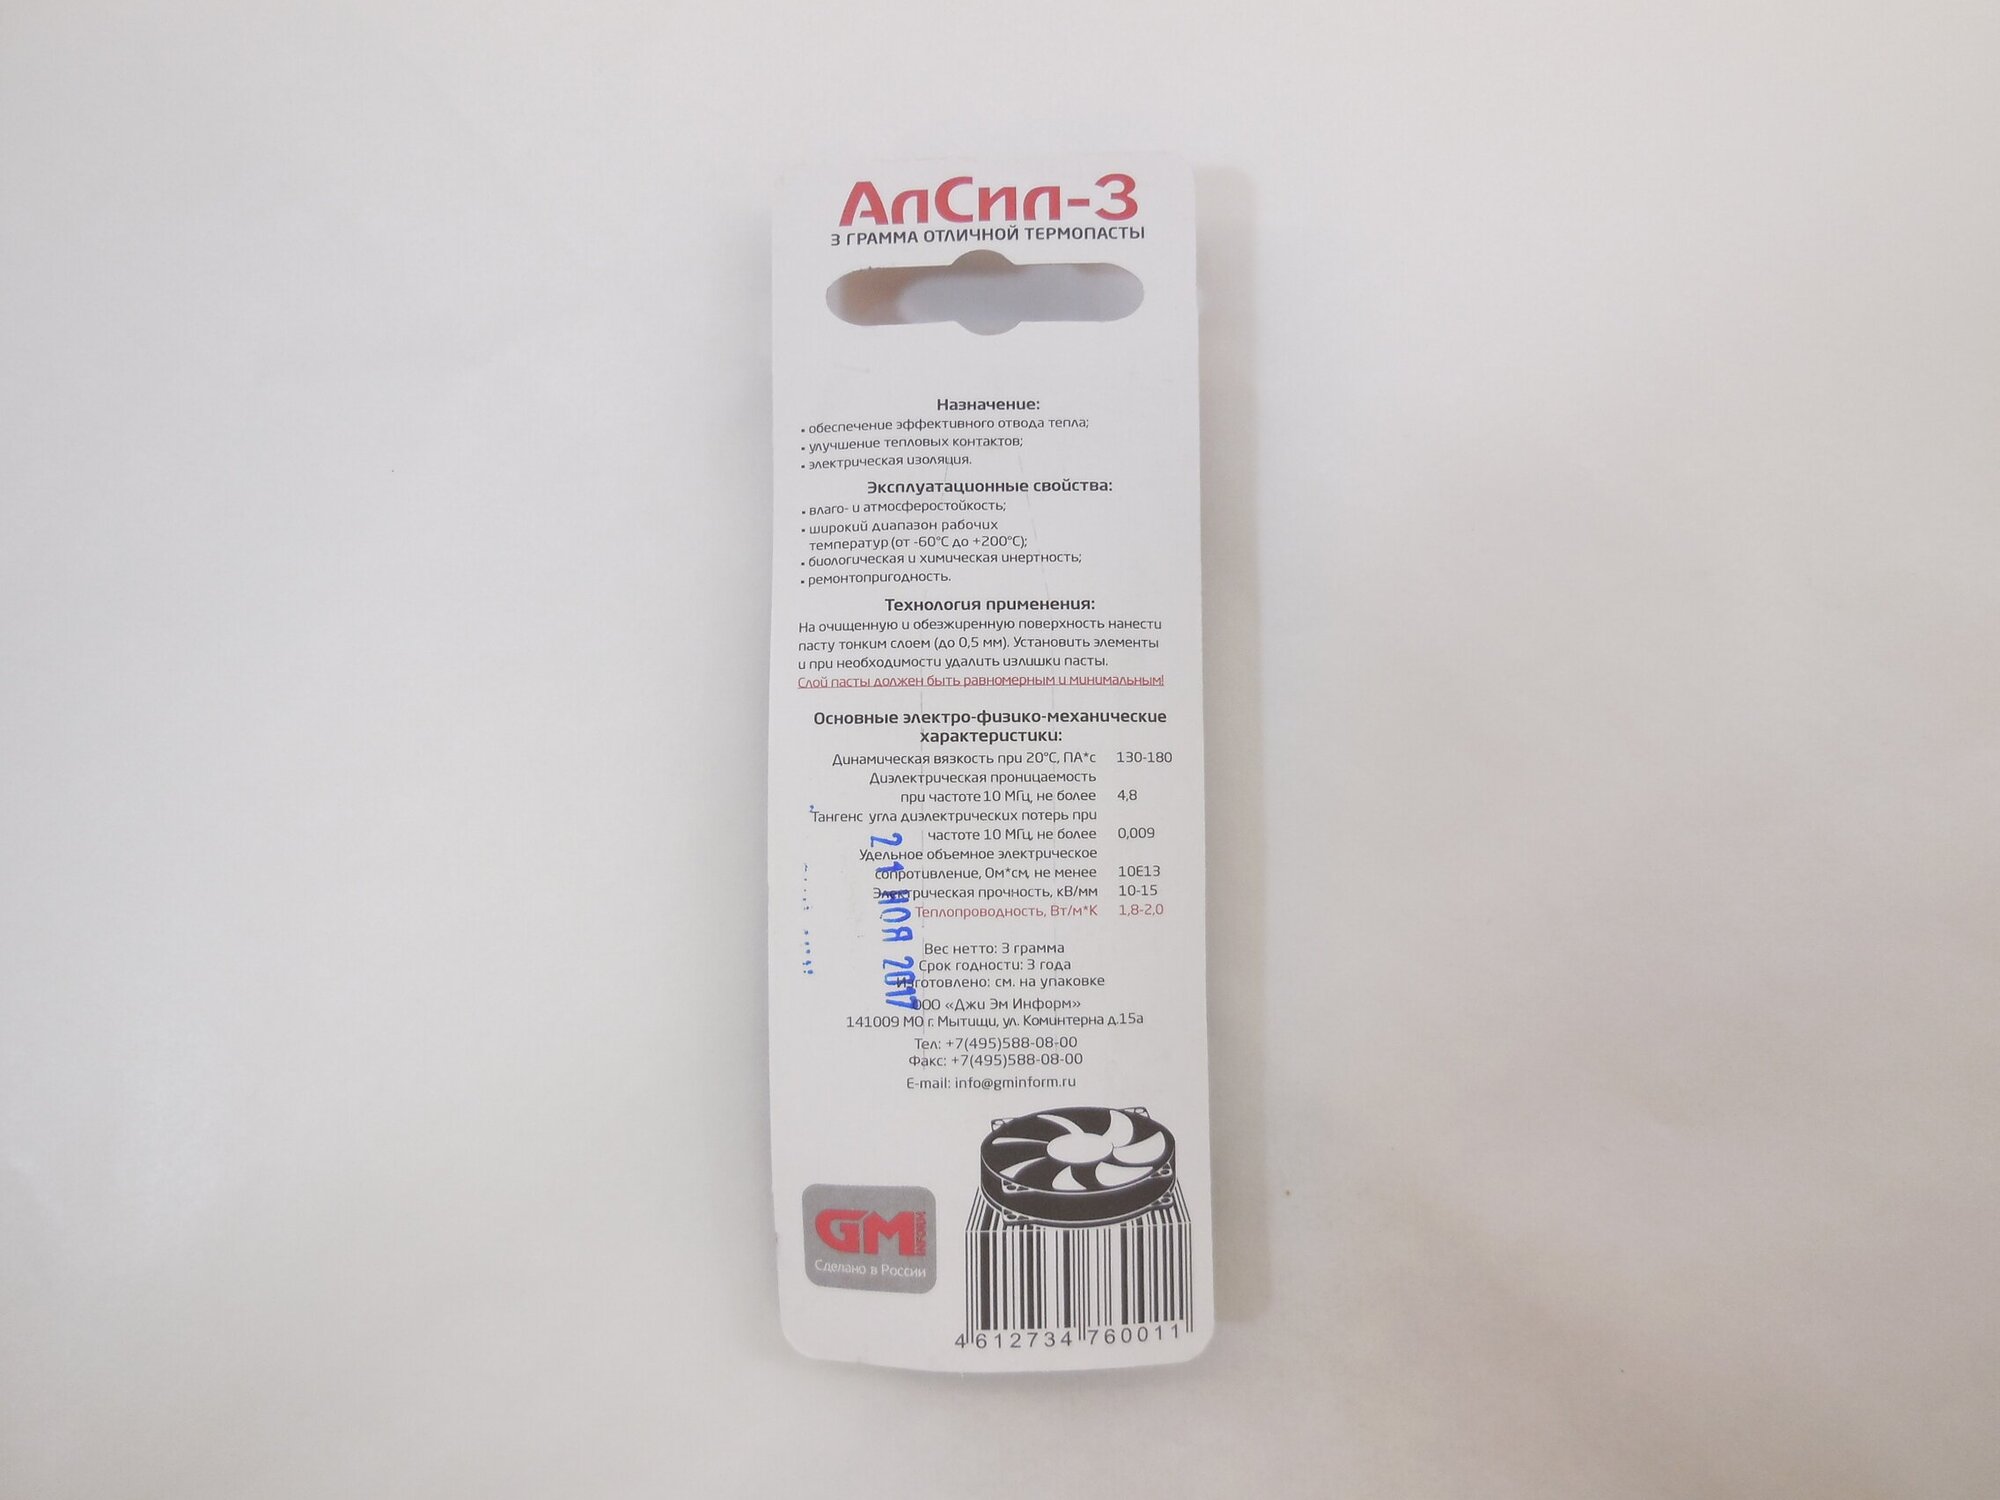 АлСил-3
3 ГРАММА ОТЛИЧНОЙ ТЕРМОПАСТЫ
Назначение:
• обеспечение эффективного отвода тепла;
• улучшение тепловых контактов;
• электрическая изоляция.
Эксплуатационные свойства:
• влаго- и атмосферостойкость;
• широкий диапазон рабочих
температур (от -60°C до +200°C);
• биологическая и химическая инертность;
• ремонтопригодность.
Технология применения:
На очищенную и обезжиренную поверхность нанести
пасту тонким слоем (до 0,5 мм). Установить элементы
и при необходимости удалить излишки пасты.
Слой пасты должен быть равномерным и минимальным!
Основные электро-физико-механические
характеристики:
Динамическая вязкость при 20°C, ПА*с 130-180
Диэлектрическая проницаемость
при частоте 10 МГц, не более 4,8
Тангенс угла диэлектрических потерь при
частоте 10 МГц, не более 0,009
Удельное объемное электрическое
сопротивление, Ом*см, не менее 10Е13
Электрическая прочность, кВ/мм 10-15
Теплопроводность, Вт/м*К 1,8-2,0
21 НОЯ 2017
Вес нетто: 3 грамма
Срок годности: 3 года
Изготовлено: см. на упаковке
ООО «Джи Эм Информ»
141009 МО г. Мытищи, ул. Коминтерна д.15а
Тел: +7(495)588-08-00
Факс: +7(495)588-08-00
E-mail: info@gminform.ru
GM INFORM
Сделано в России
4 612734 760011